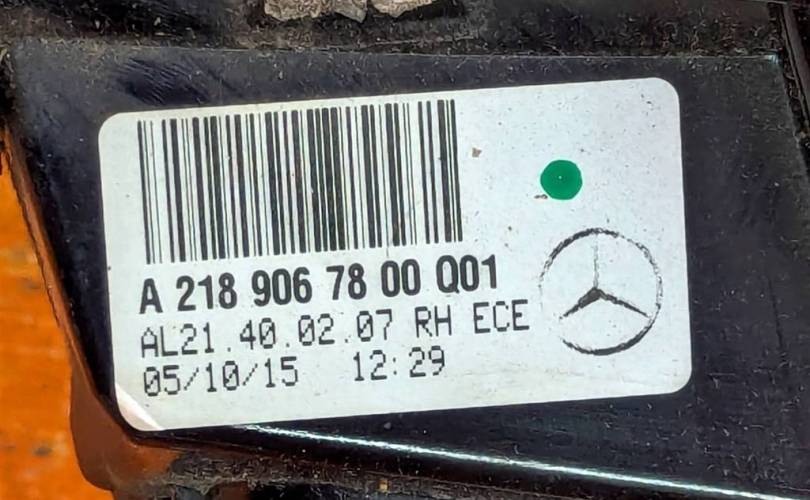 A 218 906 78 00 Q01
AL21.40.02.07 RH ECE
05/10/15 12:29